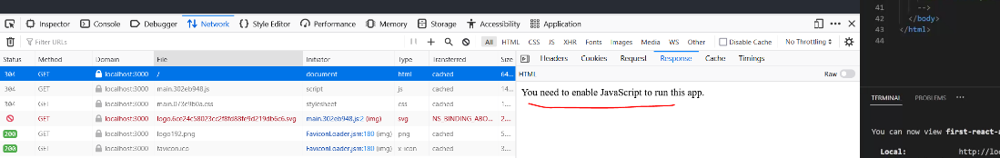 Inspector Console Debugger Network Style Editor Performance Memory Storage Accessibility Application
Filter URLs
All HTML CSS JS XHR Fonts Images Media WS Other Disable Cache No Throttling
Status Method Domain File Initiator Type Transferred Size
304 GET localhost:3000 / document html cached 64...
304 GET localhost:3000 main.302eb948.js script js cached 14...
304 GET localhost:3000 main.073c9b0a.css stylesheet css cached 1....
GET localhost:3000 logo.6ce24c58023cc2f8fd88fe9d219db6c6.svg main.302eb948.js:2 (img) svg NS_BINDING_ABO... 2....
200 GET localhost:3000 logo192.png FaviconLoader.jsm:180 (img) png cached 5....
200 GET localhost:3000 favicon.ico FaviconLoader.jsm:180 (img) x-icon cached 3....
Headers Cookies Request Response Cache Timings
HTML Raw
You need to enable JavaScript to run this app.
41 -->
42 </body>
43 </html>
44
TERMINAL PROBLEMS
You can now view first-react-a
Local: http://lo